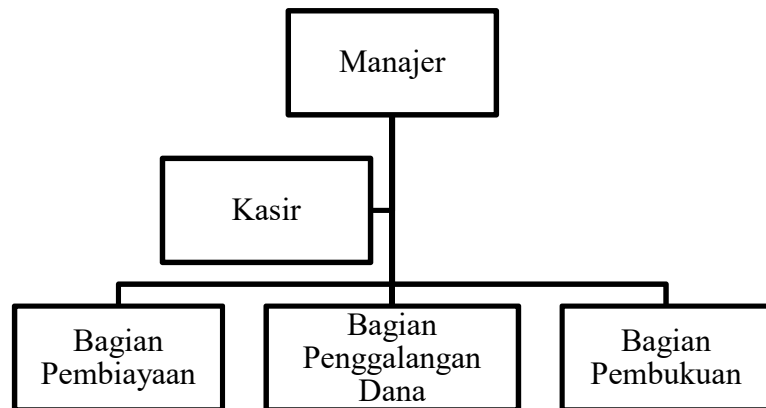 Manajer
Kasir
Bagian
Pembiayaan
Bagian
Penggalangan
Dana
Bagian
Pembukuan